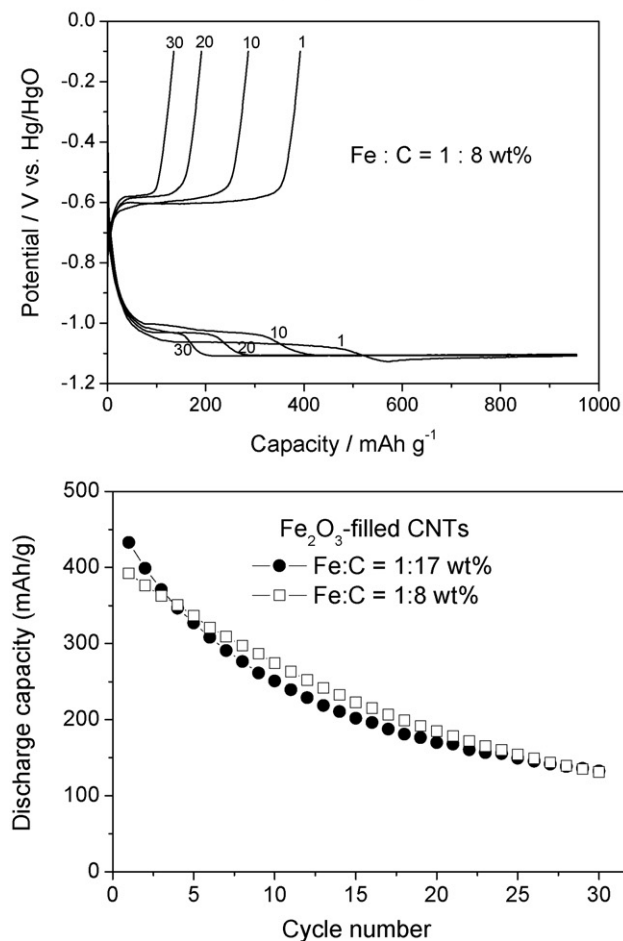 0.0
-0.2
-0.4
-0.6
-0.8
-1.0
-1.2
Potential / V vs. Hg/HgO
30 20 10 1
Fe : C = 1 : 8 wt%
10
1
20
30
0 200 400 600 800 1000
Capacity / mAh g⁻¹
500
400
300
200
100
0
Discharge capacity (mAh/g)
Fe₂O₃-filled CNTs
Fe:C = 1:17 wt%
Fe:C = 1:8 wt%
0 5 10 15 20 25 30
Cycle number